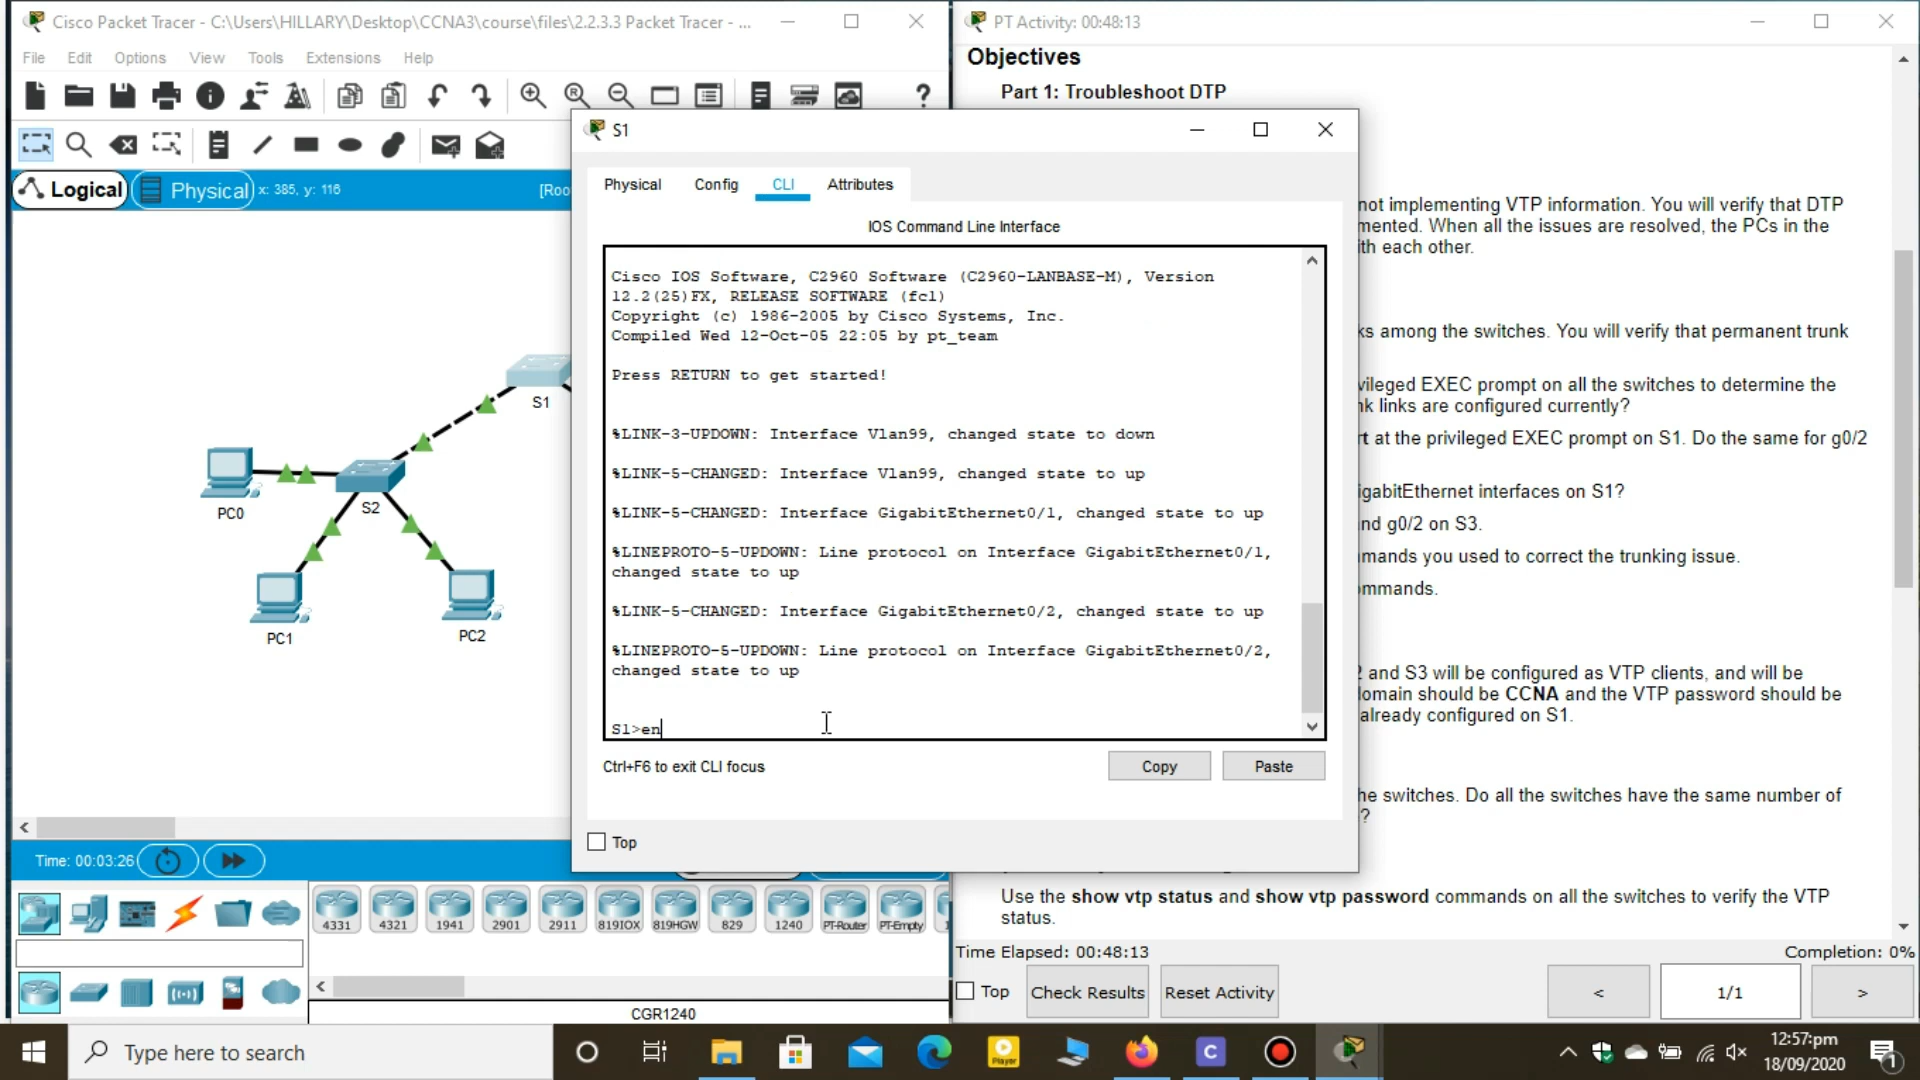 Cisco Packet Tracer - C:\Users\HILLARY\Desktop\CCNA3\course\files\2.2.3.3 Packet Tracer - ...
File Edit Options View Tools Extensions Help
Logical Physical x: 385, y: 116 [Roo
S1
S2
PC0
PC1
PC2
Time: 00:03:26
4331 4321 1941 2901 2911 819IOX 819HGW 829 1240 PT-Router PT-Empty
CGR1240
S1
Physical Config CLI Attributes
IOS Command Line Interface
Cisco IOS Software, C2960 Software (C2960-LANBASE-M), Version
12.2(25)FX, RELEASE SOFTWARE (fc1)
Copyright (c) 1986-2005 by Cisco Systems, Inc.
Compiled Wed 12-Oct-05 22:05 by pt_team
Press RETURN to get started!
%LINK-3-UPDOWN: Interface Vlan99, changed state to down
%LINK-5-CHANGED: Interface Vlan99, changed state to up
%LINK-5-CHANGED: Interface GigabitEthernet0/1, changed state to up
%LINEPROTO-5-UPDOWN: Line protocol on Interface GigabitEthernet0/1,
changed state to up
%LINK-5-CHANGED: Interface GigabitEthernet0/2, changed state to up
%LINEPROTO-5-UPDOWN: Line protocol on Interface GigabitEthernet0/2,
changed state to up
S1>en
Ctrl+F6 to exit CLI focus
Copy Paste
Top
PT Activity: 00:48:13
Objectives
Part 1: Troubleshoot DTP
not implementing VTP information. You will verify that DTP
mented. When all the issues are resolved, the PCs in the
ith each other.
ks among the switches. You will verify that permanent trunk
vileged EXEC prompt on all the switches to determine the
nk links are configured currently?
rt at the privileged EXEC prompt on S1. Do the same for g0/2
igabitEthernet interfaces on S1?
nd g0/2 on S3.
mmands you used to correct the trunking issue.
ommands.
2 and S3 will be configured as VTP clients, and will be
domain should be CCNA and the VTP password should be
already configured on S1.
he switches. Do all the switches have the same number of
?
Use the show vtp status and show vtp password commands on all the switches to verify the VTP
status.
Time Elapsed: 00:48:13 Completion: 0%
Top Check Results Reset Activity < 1/1 >
Type here to search
Player
C
12:57:pm
18/09/2020
1